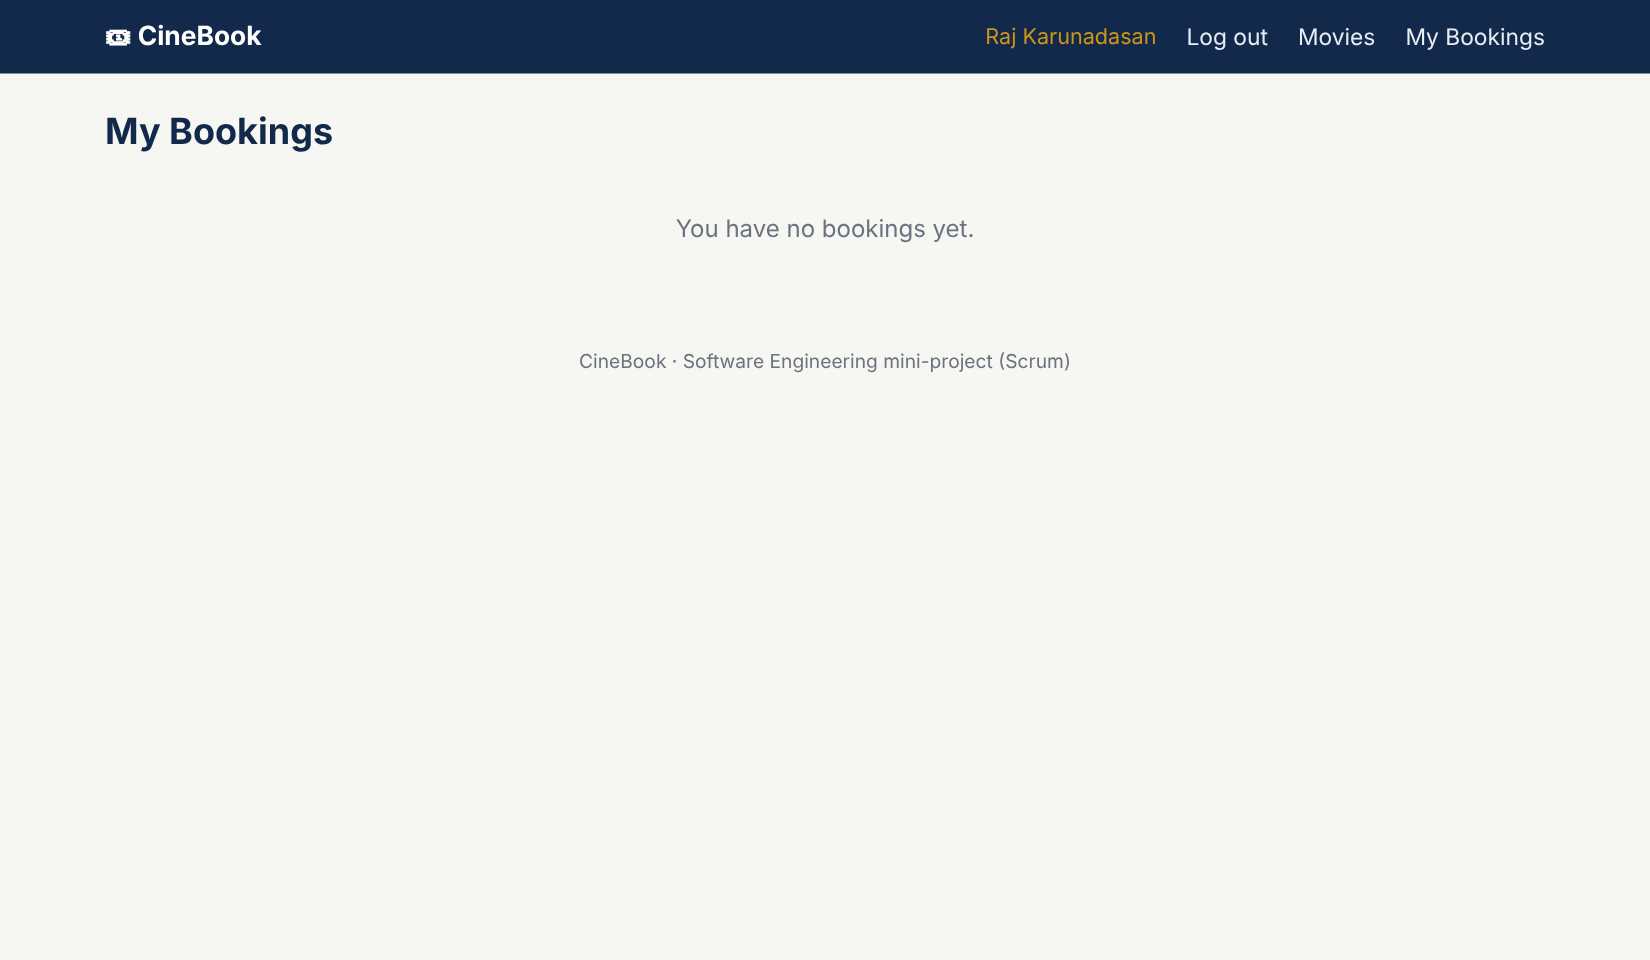 🎟 CineBook
Raj Karunadasan Log out Movies My Bookings
My Bookings
You have no bookings yet.
CineBook · Software Engineering mini-project (Scrum)